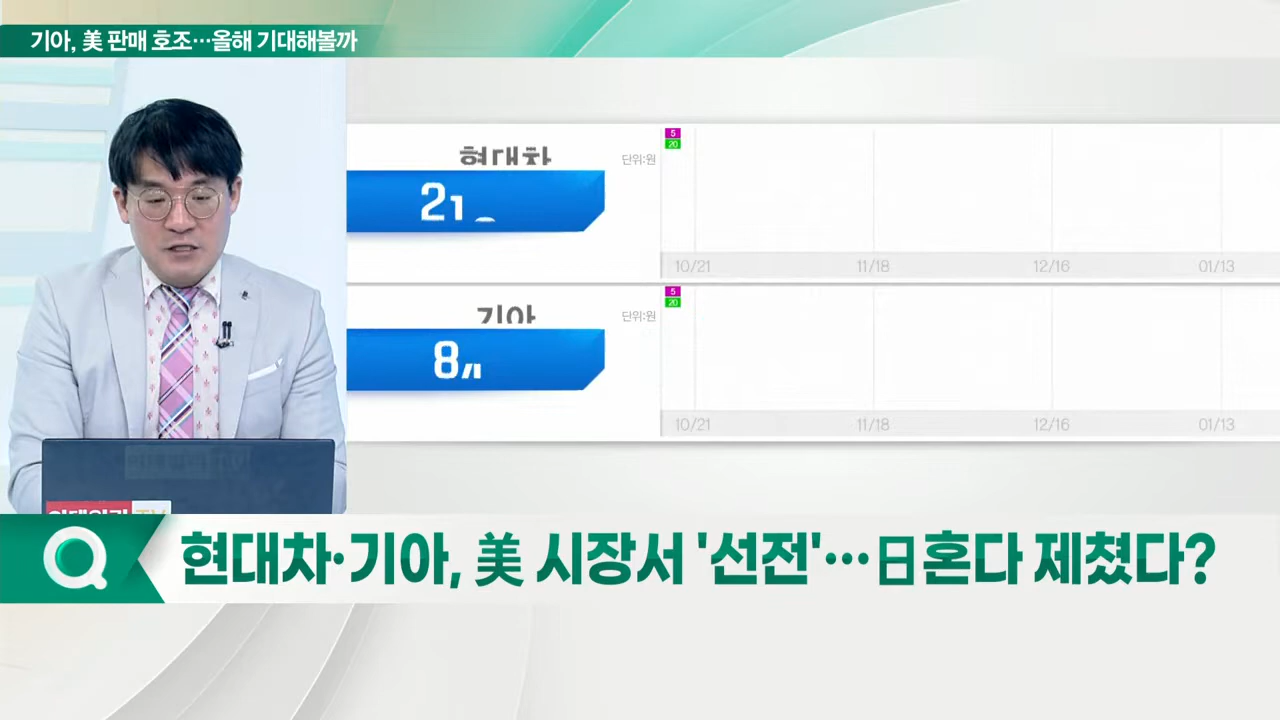 기아, 美 판매 호조…올해 기대해볼까
현대차
단위:원
5
20
10/21 11/18 12/16 01/13
기아
단위:원
5
20
10/21 11/18 12/16 01/13
현대차·기아, 美 시장서 '선전'…日혼다 제쳤다?